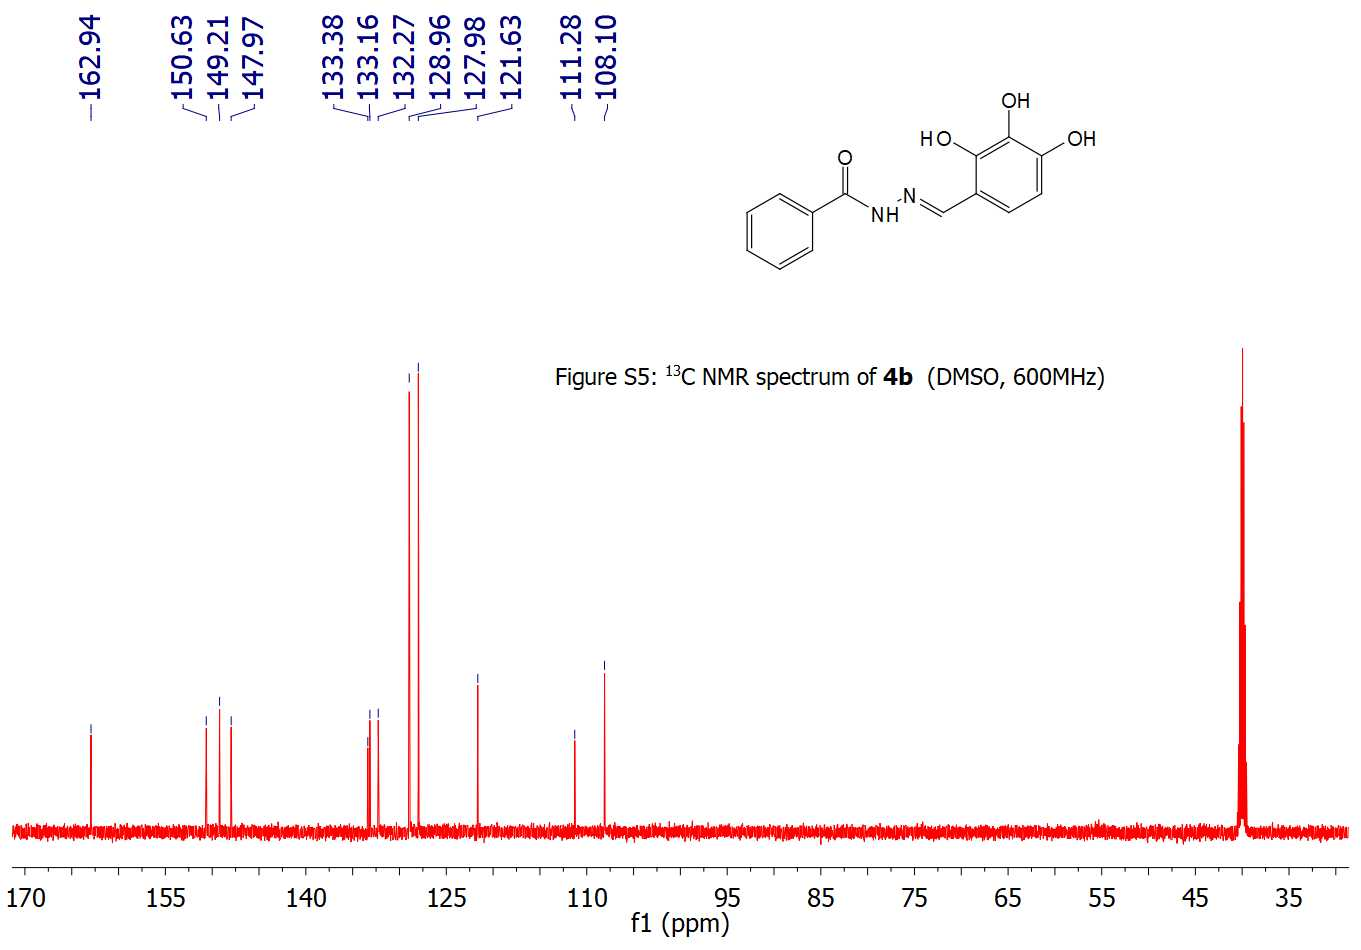 162.94
150.63
149.21
147.97
133.38
133.16
132.27
128.96
127.98
121.63
111.28
108.10
OH
HO
OH
O
N
NH
Figure S5: ¹³C NMR spectrum of 4b (DMSO, 600MHz)
170 155 140 125 110 95 85 75 65 55 45 35
f1 (ppm)